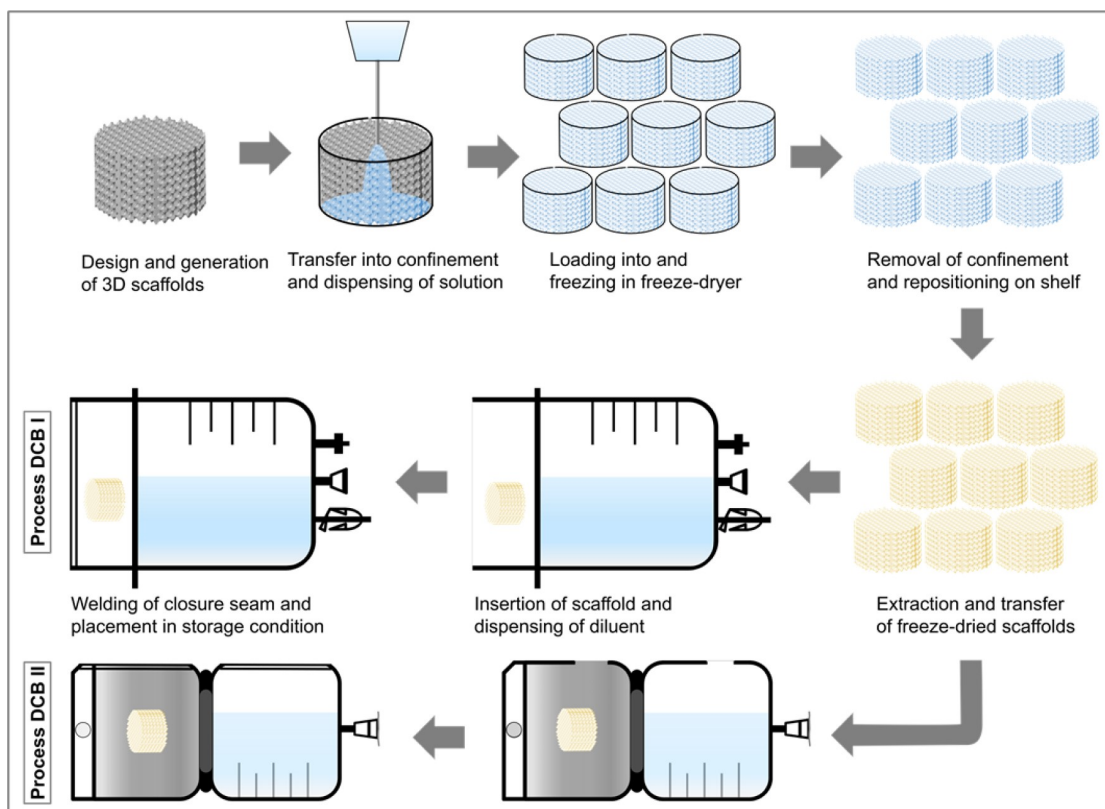 Design and generation
of 3D scaffolds
Transfer into confinement
and dispensing of solution
Loading into and
freezing in freeze-dryer
Removal of confinement
and repositioning on shelf
Process DCB I
Welding of closure seam and
placement in storage condition
Insertion of scaffold and
dispensing of diluent
Extraction and transfer
of freeze-dried scaffolds
Process DCB II